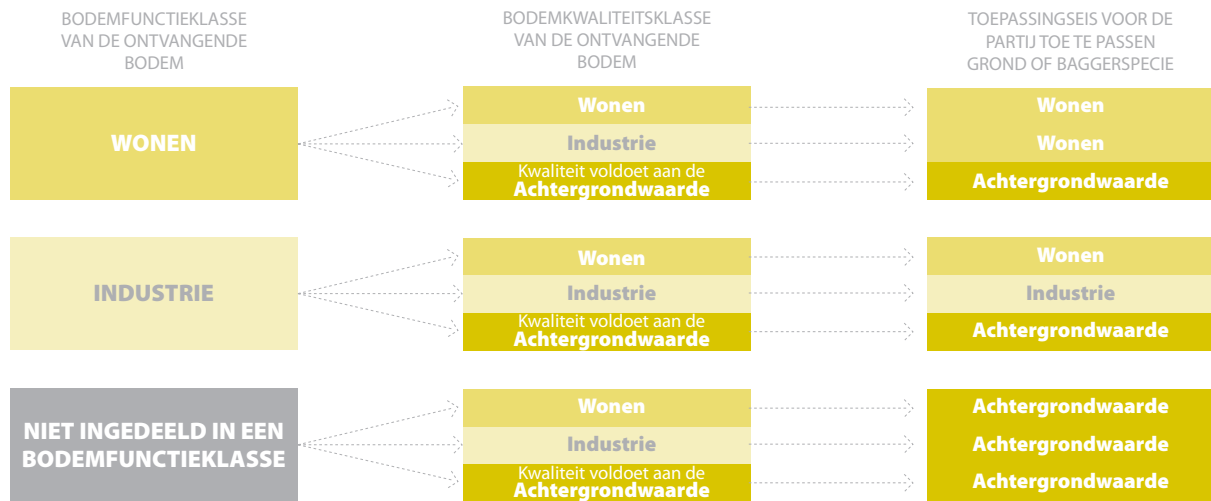 BODEMFUNCTIEKLASSE
VAN DE ONTVANGENDE
BODEM
BODEMKWALITEITSKLASSE
VAN DE ONTVANGENDE
BODEM
TOEPASSINGSEIS VOOR DE
PARTIJ TOE TE PASSEN
GROND OF BAGGERSPECIE
WONEN
Wonen
Industrie
Kwaliteit voldoet aan de
Achtergrondwaarde
Wonen
Wonen
Achtergrondwaarde
INDUSTRIE
Wonen
Industrie
Kwaliteit voldoet aan de
Achtergrondwaarde
Wonen
Industrie
Achtergrondwaarde
NIET INGEDEELD IN EEN
BODEMFUNCTIEKLASSE
Wonen
Industrie
Kwaliteit voldoet aan de
Achtergrondwaarde
Achtergrondwaarde
Achtergrondwaarde
Achtergrondwaarde